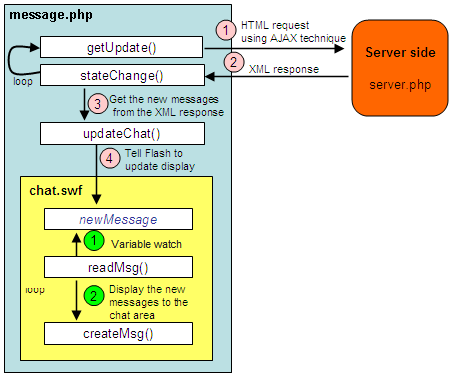 message.php
1
HTML request
using AJAX technique
getUpdate()
Server side
2
XML response
loop
stateChange()
server.php
3
Get the new messages
from the XML response
updateChat()
4
Tell Flash to
update display
chat.swf
newMessage
1
Variable watch
readMsg()
loop
2
Display the new
messages to the
chat area
createMsg()